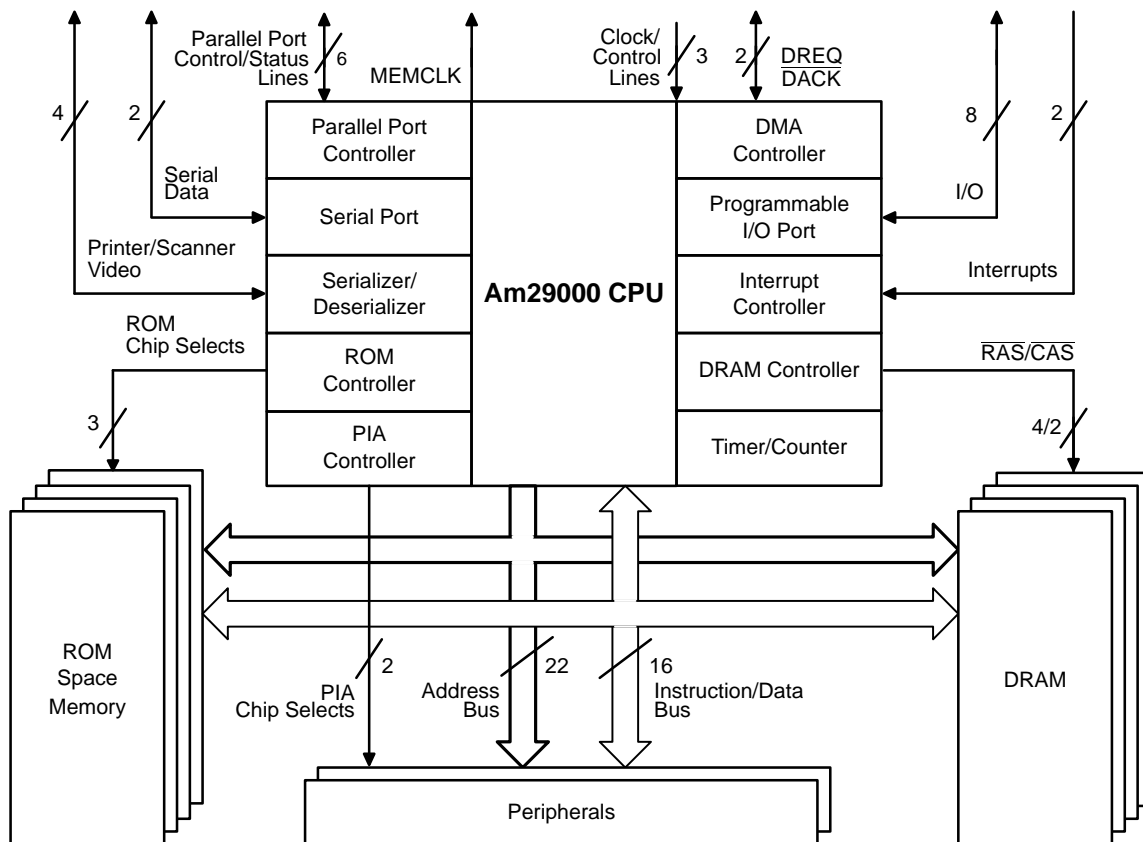 Parallel Port
Control/Status
Lines
6
MEMCLK
Clock/
Control
Lines
3
2
DREQ
DACK
4
2
8
2
Serial
Data
I/O
Printer/Scanner
Video
Interrupts
Parallel Port
Controller
DMA
Controller
Serial Port
Programmable
I/O Port
Serializer/
Deserializer
Am29000 CPU
Interrupt
Controller
ROM
Chip Selects
ROM
Controller
DRAM Controller
RAS/CAS
3
PIA
Controller
Timer/Counter
4/2
ROM
Space
Memory
2
PIA
Chip Selects
22
Address
Bus
16
Instruction/Data
Bus
DRAM
Peripherals